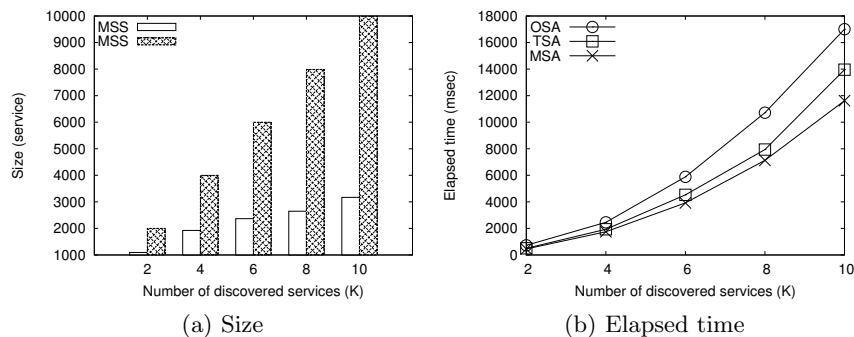 MSS
MSS
10000
9000
8000
7000
6000
5000
4000
3000
2000
1000
Size (service)
2 4 6 8 10
Number of discovered services (K)
(a) Size
OSA
TSA
MSA
18000
16000
14000
12000
10000
8000
6000
4000
2000
0
Elapsed time (msec)
2 4 6 8 10
Number of discovered services (K)
(b) Elapsed time